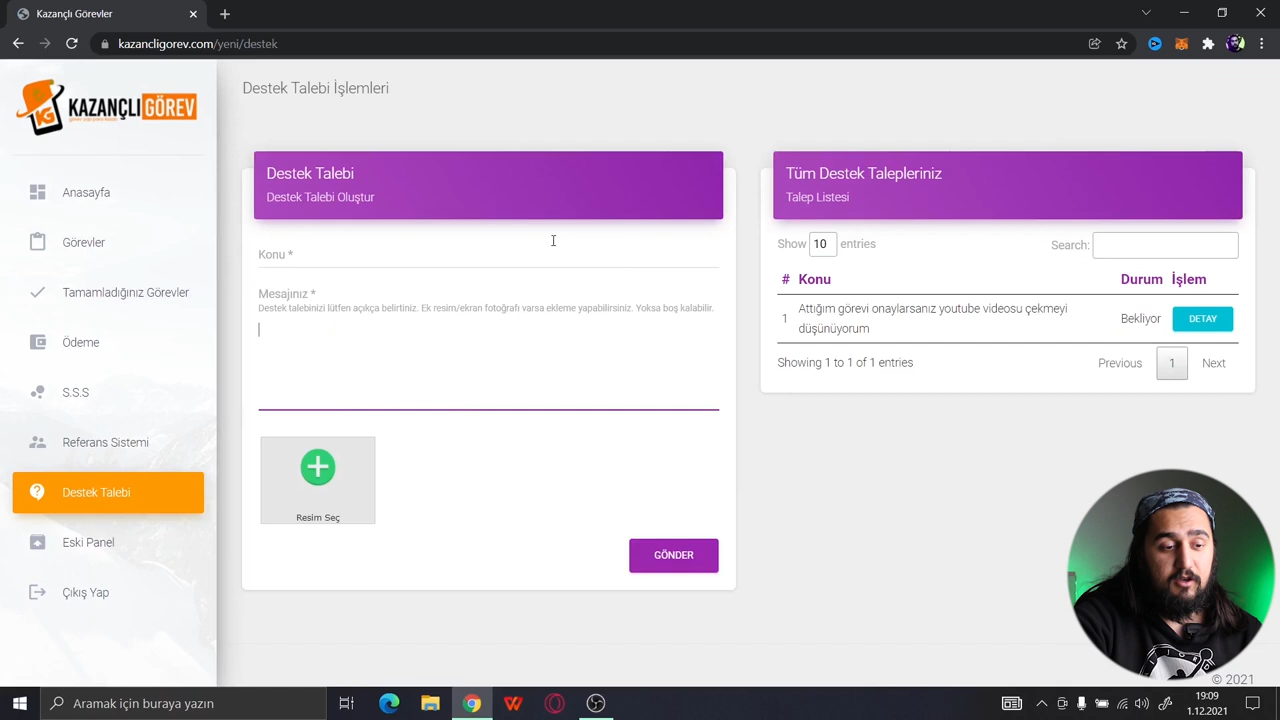 Kazançlı Görevler
kazancligorev.com/yeni/destek
KG
KAZANÇLIGÖREV
Anasayfa
Görevler
Tamamladığınız Görevler
Ödeme
S.S.S
Referans Sistemi
Destek Talebi
Eski Panel
Çıkış Yap
Destek Talebi İşlemleri
Destek Talebi
Destek Talebi Oluştur
Konu *
Mesajınız *
Destek talebinizi lütfen açıkça belirtiniz. Ek resim/ekran fotoğrafı varsa ekleme yapabilirsiniz. Yoksa boş kalabilir.
Resim Seç
GÖNDER
Tüm Destek Talepleriniz
Talep Listesi
Show 10 entries
Search:
# Konu Durum İşlem
1 Attığım görevi onaylarsanız youtube videosu çekmeyi düşünüyorum Bekliyor DETAY
Showing 1 to 1 of 1 entries
Previous 1 Next
© 2021
Aramak için buraya yazın
19:09
1.12.2021